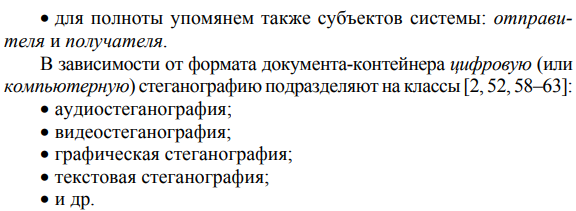 • для полноты упомянем также субъектов системы: отправи-
теля и получателя.
В зависимости от формата документа-контейнера цифровую (или
компьютерную) стеганографию подразделяют на классы [2, 52, 58–63]:
• аудиостеганография;
• видеостеганография;
• графическая стеганография;
• текстовая стеганография;
• и др.